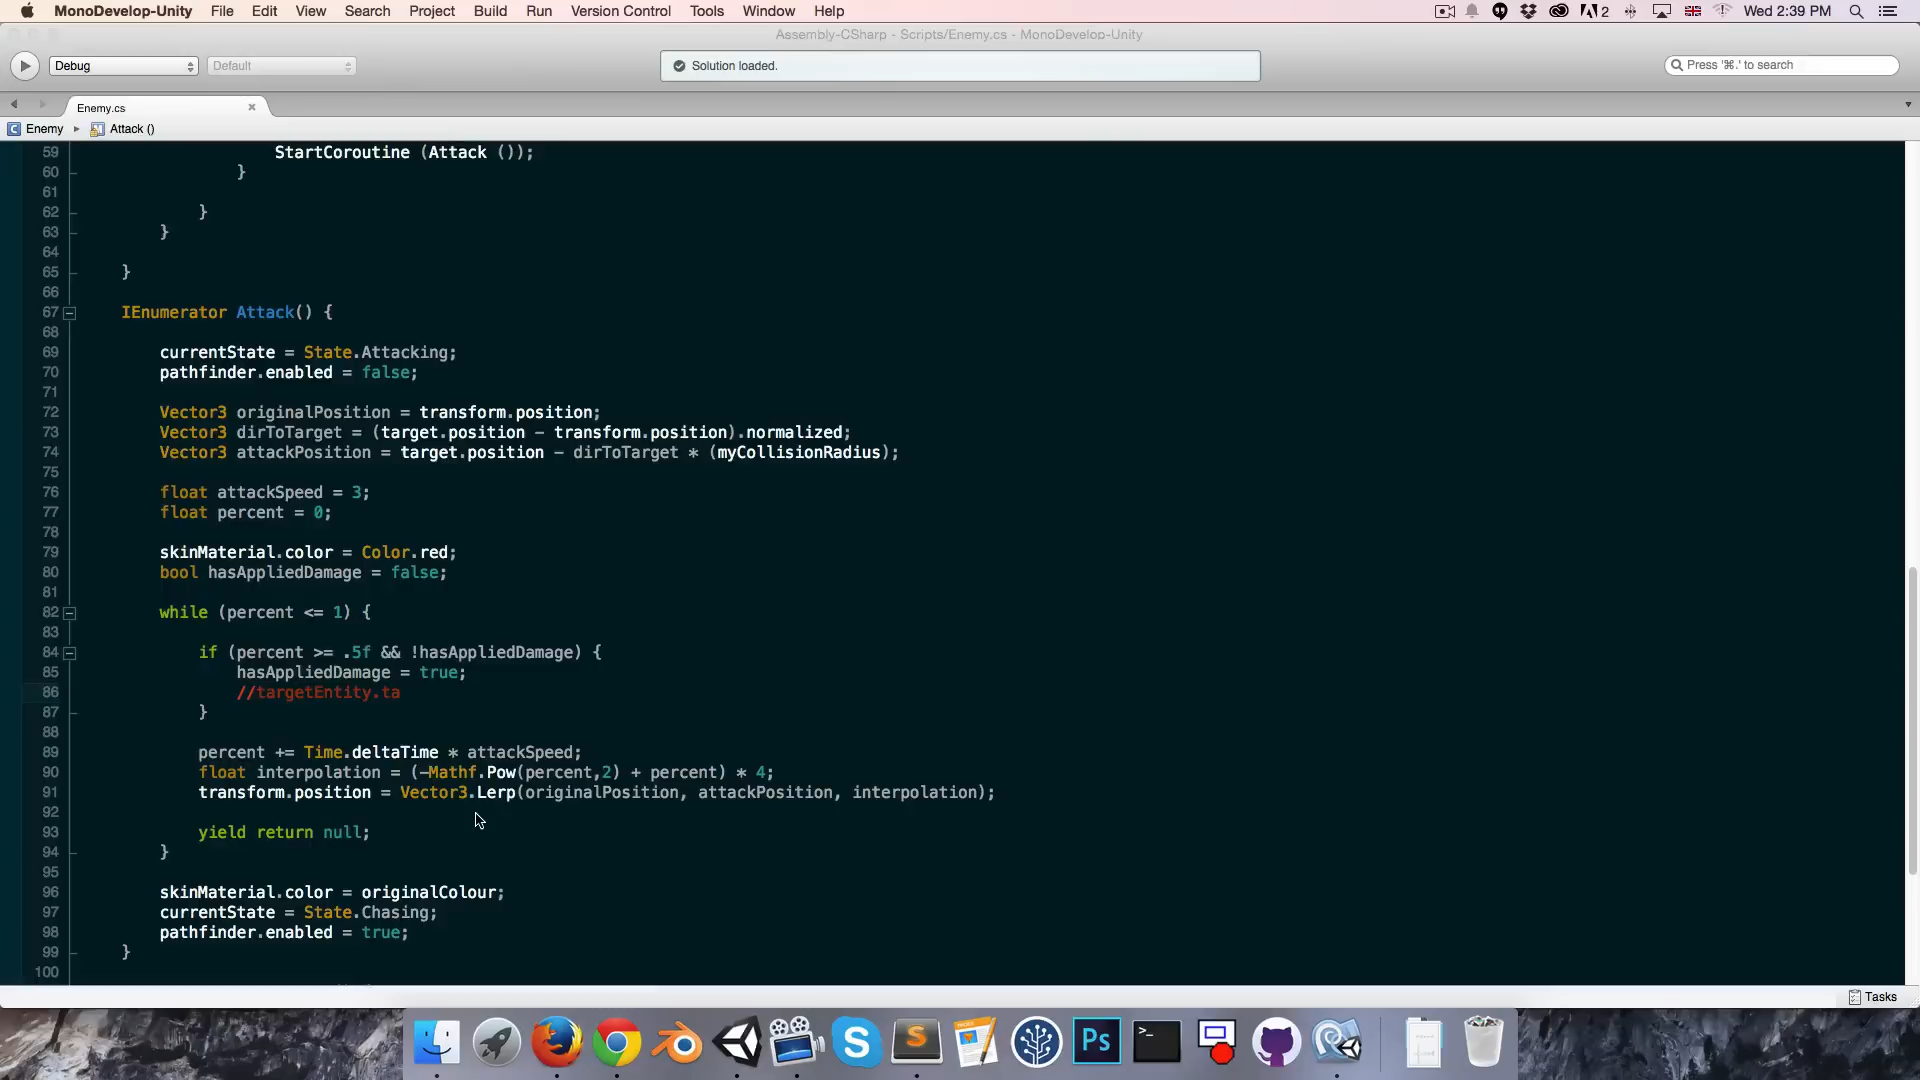 MonoDevelop-Unity File Edit View Search Project Build Run Version Control Tools Window Help 2 Wed 2:39 PM
Assembly-CSharp - Scripts/Enemy.cs - MonoDevelop-Unity
Debug Default Solution loaded. Press '⌘.' to search
Enemy.cs
C Enemy Attack ()
59 StartCoroutine (Attack ());
60 }
61
62 }
63 }
64
65 }
66
67 IEnumerator Attack() {
68
69 currentState = State.Attacking;
70 pathfinder.enabled = false;
71
72 Vector3 originalPosition = transform.position;
73 Vector3 dirToTarget = (target.position - transform.position).normalized;
74 Vector3 attackPosition = target.position - dirToTarget * (myCollisionRadius);
75
76 float attackSpeed = 3;
77 float percent = 0;
78
79 skinMaterial.color = Color.red;
80 bool hasAppliedDamage = false;
81
82 while (percent <= 1) {
83
84 if (percent >= .5f && !hasAppliedDamage) {
85 hasAppliedDamage = true;
86 //targetEntity.ta
87 }
88
89 percent += Time.deltaTime * attackSpeed;
90 float interpolation = (-Mathf.Pow(percent,2) + percent) * 4;
91 transform.position = Vector3.Lerp(originalPosition, attackPosition, interpolation);
92
93 yield return null;
94 }
95
96 skinMaterial.color = originalColour;
97 currentState = State.Chasing;
98 pathfinder.enabled = true;
99 }
100
Tasks
S S Ps >_